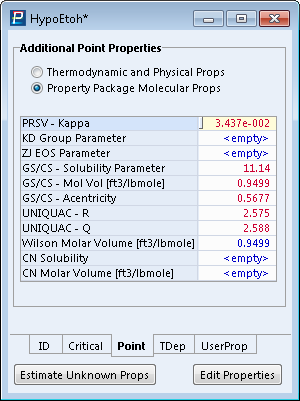 HypoEtoh*
Additional Point Properties
Thermodynamic and Physical Props
Property Package Molecular Props
PRSV - Kappa 3.437e-002
KD Group Parameter <empty>
ZJ EOS Parameter <empty>
GS/CS - Solubility Parameter 11.14
GS/CS - Mol Vol [ft3/lbmole] 0.9499
GS/CS - Acentricity 0.5677
UNIQUAC - R 2.575
UNIQUAC - Q 2.588
Wilson Molar Volume [ft3/lbmole] 0.9499
CN Solubility <empty>
CN Molar Volume [ft3/lbmole] <empty>
ID Critical Point TDep UserProp
Estimate Unknown Props Edit Properties